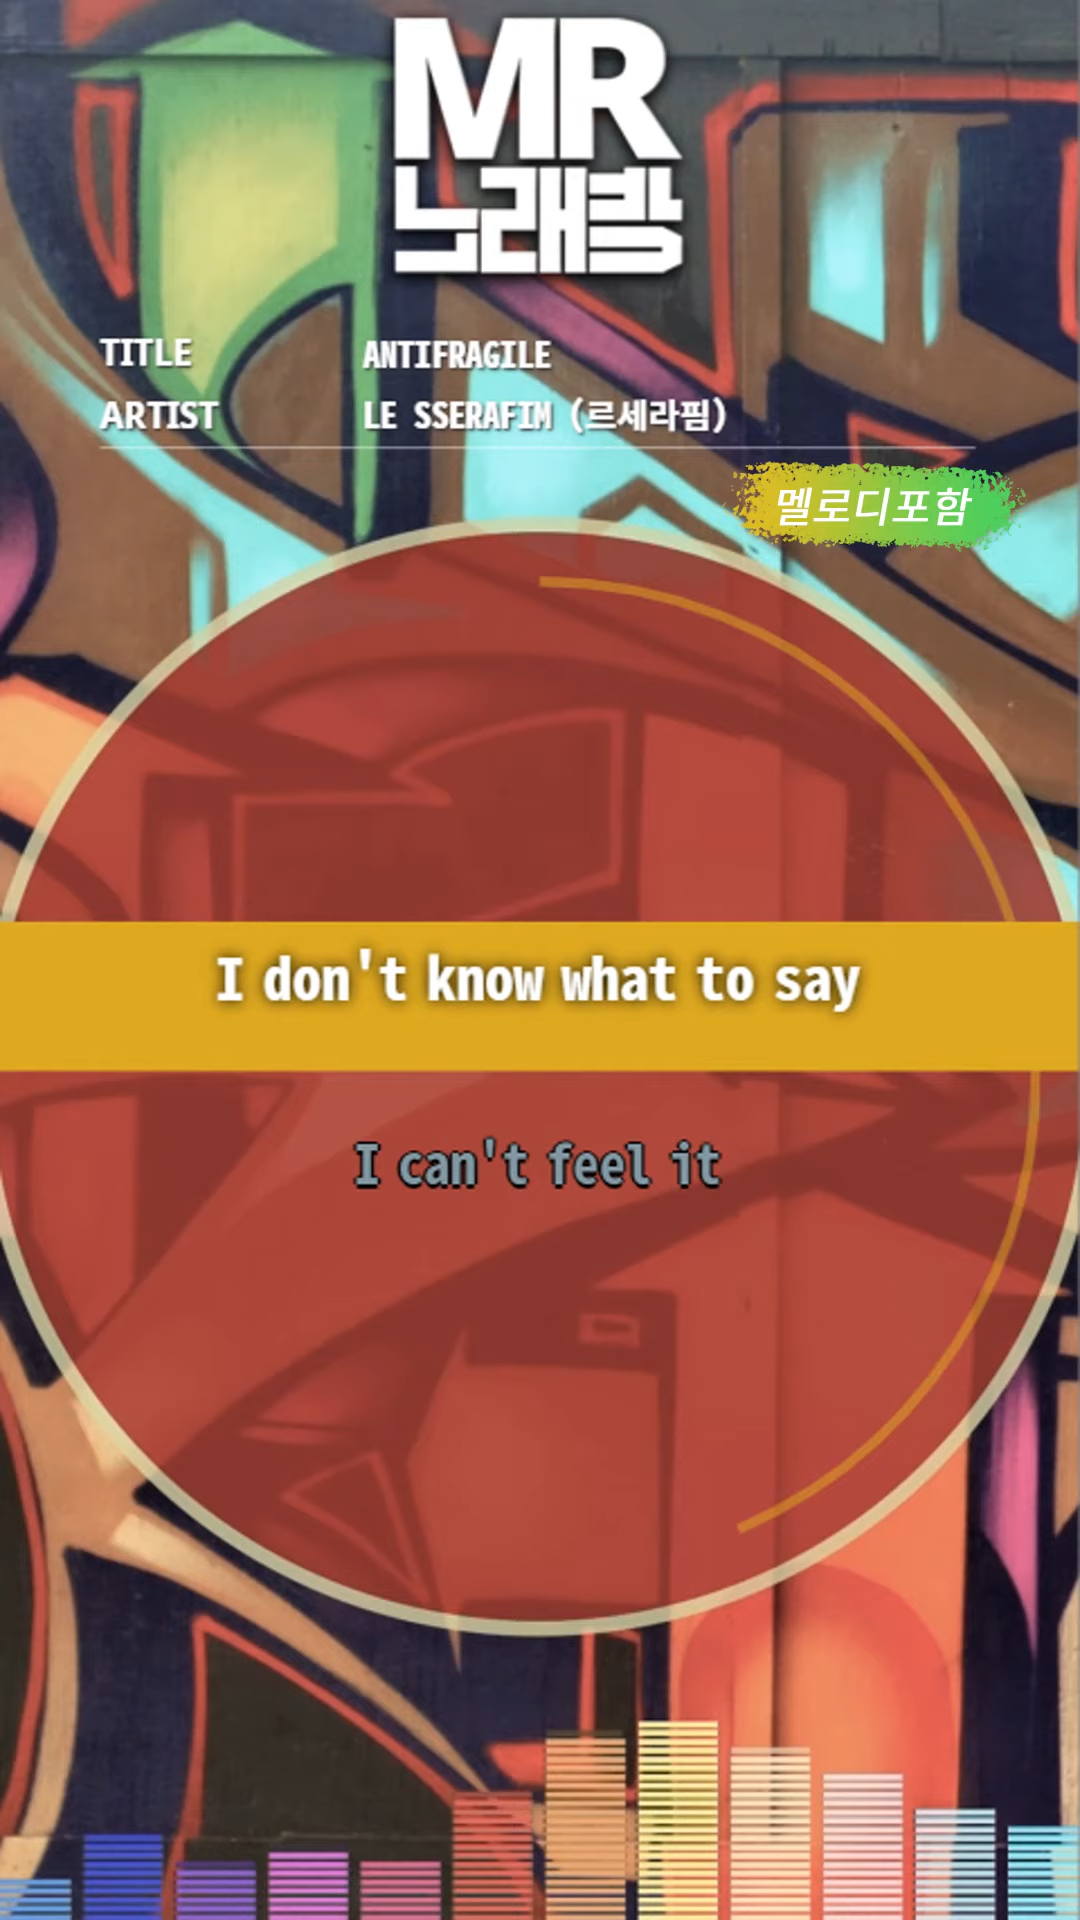 MR
노래방
TITLE ANTIFRAGILE
ARTIST LE SSERAFIM (르세라핌)
멜로디포함
I don't know what to say
I can't feel it